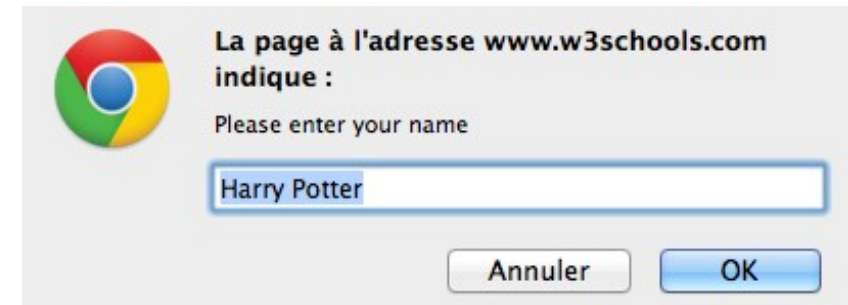 La page à l'adresse www.w3schools.com
indique :
Please enter your name
Harry Potter
Annuler OK